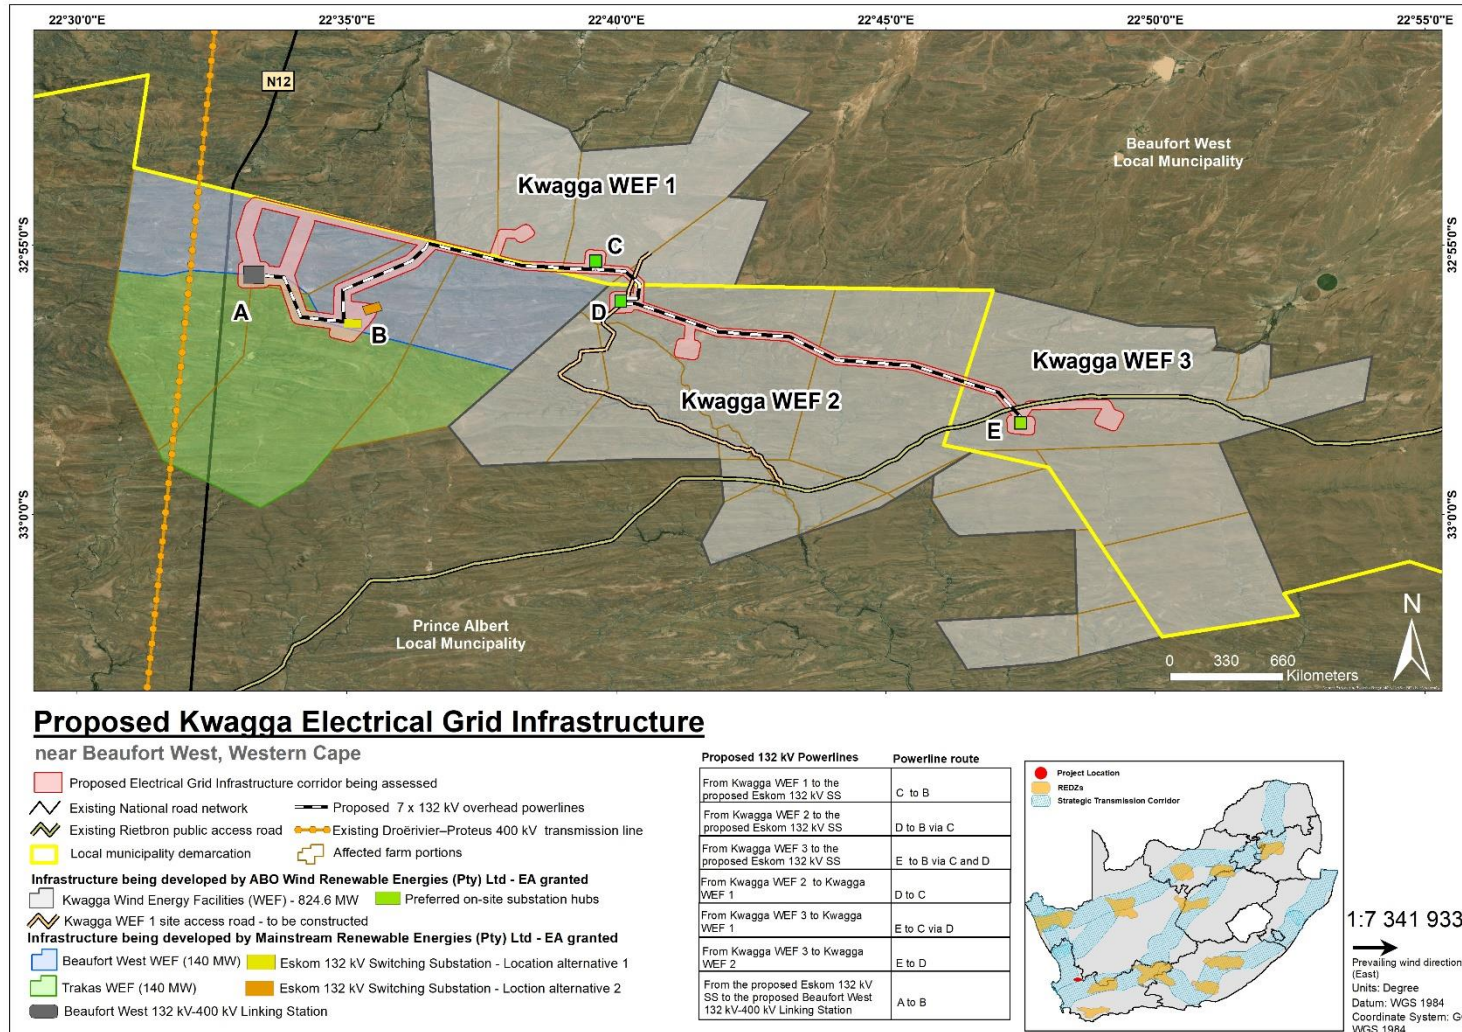 22°30'0"E 22°35'0"E 22°40'0"E 22°45'0"E 22°50'0"E 22°55'0"E
N12
Beaufort West
Local Muncipality
Kwagga WEF 1
32°55'0"S
32°55'0"S
C
A
D
B
Kwagga WEF 3
Kwagga WEF 2
E
33°0'0"S
33°0'0"S
Prince Albert
Local Muncipality
N
0 330 660
Kilometers
Proposed Kwagga Electrical Grid Infrastructure
near Beaufort West, Western Cape
Proposed Electrical Grid Infrastructure corridor being assessed
Existing National road network
Proposed 7 x 132 kV overhead powerlines
Existing Rietbron public access road
Existing Droërivier–Proteus 400 kV transmission line
Local municipality demarcation
Affected farm portions
Infrastructure being developed by ABO Wind Renewable Energies (Pty) Ltd - EA granted
Kwagga Wind Energy Facilities (WEF) - 824.6 MW
Preferred on-site substation hubs
Kwagga WEF 1 site access road - to be constructed
Infrastructure being developed by Mainstream Renewable Energies (Pty) Ltd - EA granted
Beaufort West WEF (140 MW)
Eskom 132 kV Switching Substation - Location alternative 1
Trakas WEF (140 MW)
Eskom 132 kV Switching Substation - Loction alternative 2
Beaufort West 132 kV-400 kV Linking Station
Proposed 132 kV Powerlines Powerline route
From Kwagga WEF 1 to the
proposed Eskom 132 kV SS
C to B
From Kwagga WEF 2 to the
proposed Eskom 132 kV SS
D to B via C
From Kwagga WEF 3 to the
proposed Eskom 132 kV SS
E to B via C and D
From Kwagga WEF 2 to Kwagga
WEF 1
D to C
From Kwagga WEF 3 to Kwagga
WEF 1
E to C via D
From Kwagga WEF 3 to Kwagga
WEF 2
E to D
From the proposed Eskom 132 kV
SS to the proposed Beaufort West
132 kV-400 kV Linking Station
A to B
Project Location
REDZs
Strategic Transmission Corridor
1:7 341 933
Prevailing wind direction
(East)
Units: Degree
Datum: WGS 1984
Coordinate System: G
WGS 1984